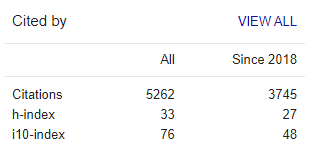 Cited by VIEW ALL
All Since 2018
Citations 5262 3745
h-index 33 27
i10-index 76 48